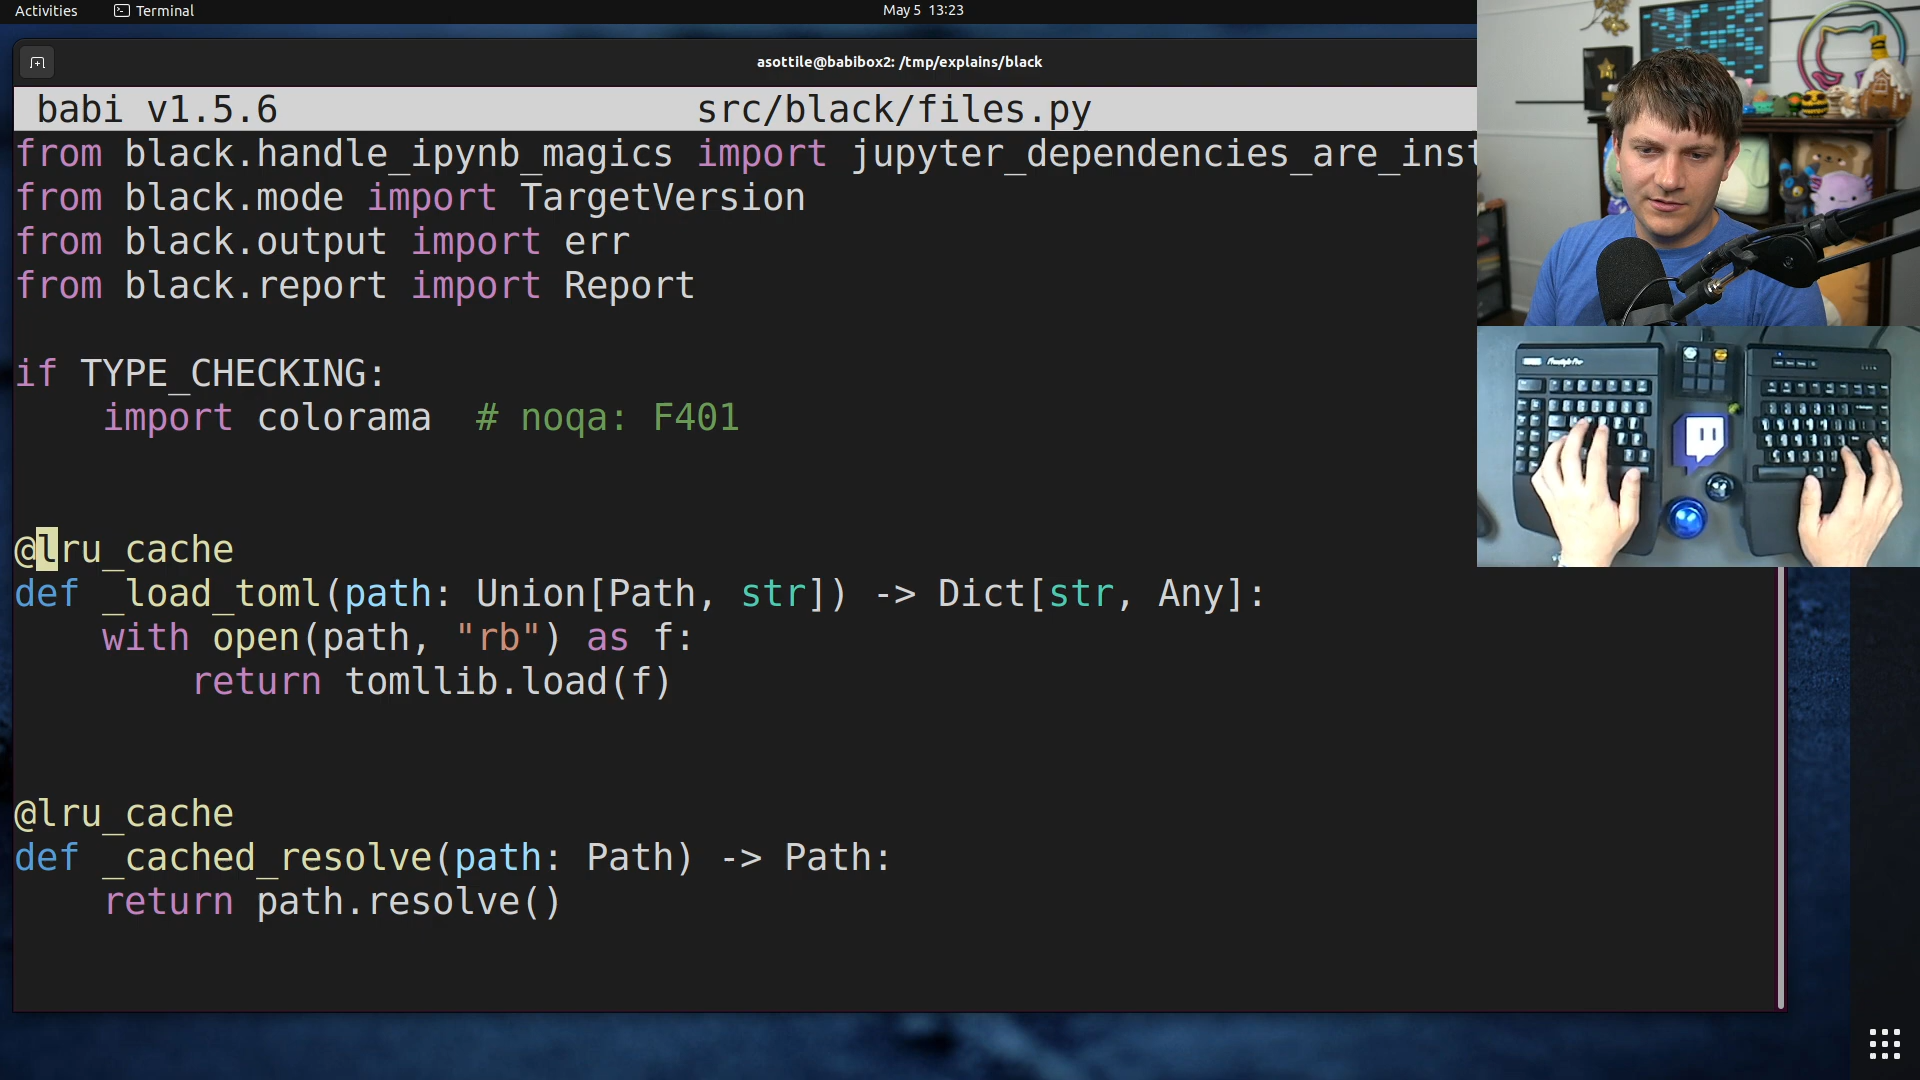 Activities
Terminal
May 5 13:23
asottile@babibox2: /tmp/explains/black
babi v1.5.6
src/black/files.py
from black.handle_ipynb_magics import jupyter_dependencies_are_inst
from black.mode import TargetVersion
from black.output import err
from black.report import Report
if TYPE_CHECKING:
    import colorama  # noqa: F401
@lru_cache
def _load_toml(path: Union[Path, str]) -> Dict[str, Any]:
    with open(path, "rb") as f:
        return tomllib.load(f)
@lru_cache
def _cached_resolve(path: Path) -> Path:
    return path.resolve()